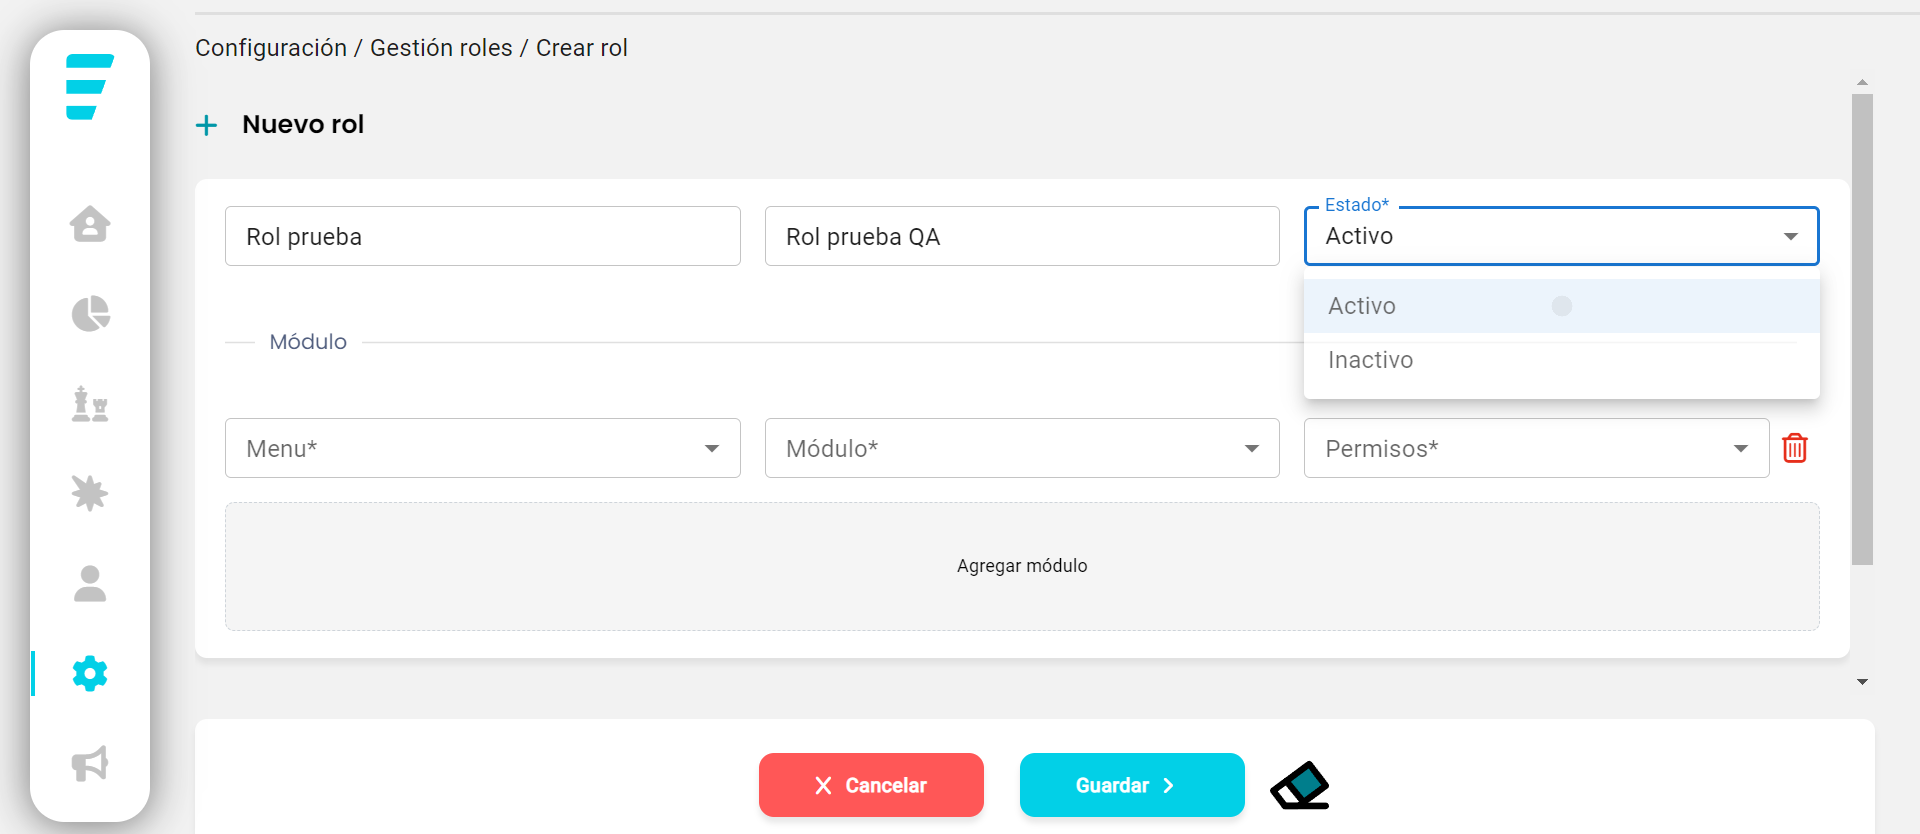 Configuración / Gestión roles / Crear rol
Nuevo rol
Rol prueba
Rol prueba QA
Estado*
Activo
Activo
Inactivo
Módulo
Menu*
Módulo*
Permisos*
Agregar módulo
Cancelar
Guardar